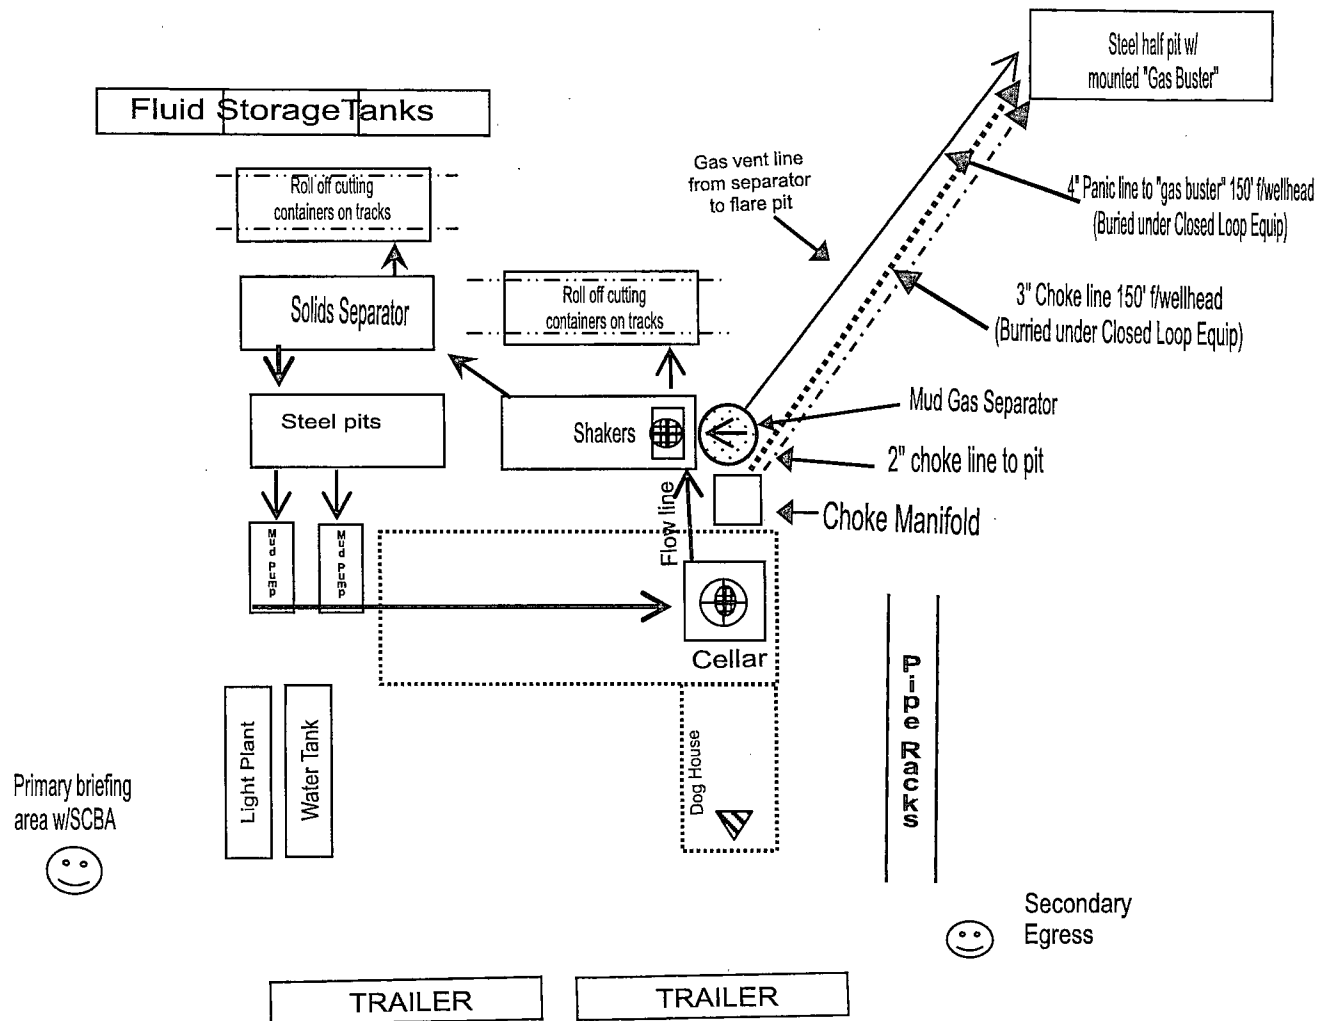 Steel half pit w/
mounted "Gas Buster"
Fluid StorageTanks
Gas vent line
from separator
to flare pit
Roll off cutting
containers on tracks
4" Panic line to "gas buster" 150' f/wellhead
(Buried under Closed Loop Equip)
Solids Separator
Roll off cutting
containers on tracks
3" Choke line 150' f/wellhead
(Burried under Closed Loop Equip)
Steel pits
Shakers
Mud Gas Separator
2" choke line to pit
Flow line
Choke Manifold
Mud Pump
Mud Pump
Cellar
Pipe Racks
Light Plant
Water Tank
Dog House
Primary briefing
area w/SCBA
Secondary
Egress
TRAILER
TRAILER